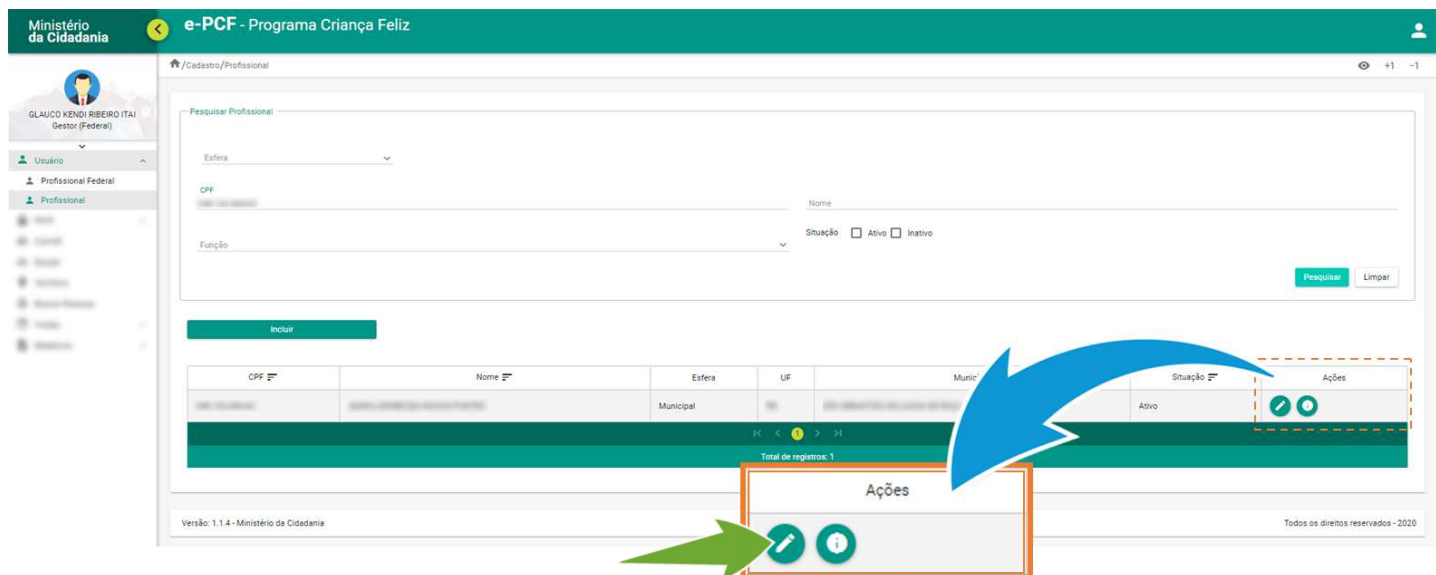 Ministério
da Cidadania
e-PCF - Programa Criança Feliz
/Cadastro/Profissional
+1 -1
GLAUCO KENDI RIBEIRO ITAI
Gestor (Federal)
Usuário
Profissional Federal
Profissional
Pesquisar Profissional
Esfera
CPF
Nome
Função
Situação Ativo Inativo
Pesquisar Limpar
Incluir
CPF Nome Esfera UF Situação Ações
Municipal Ativo
1
Total de registros: 1
Ações
Versão: 1.1.4 - Ministério da Cidadania
Todos os direitos reservados - 2020